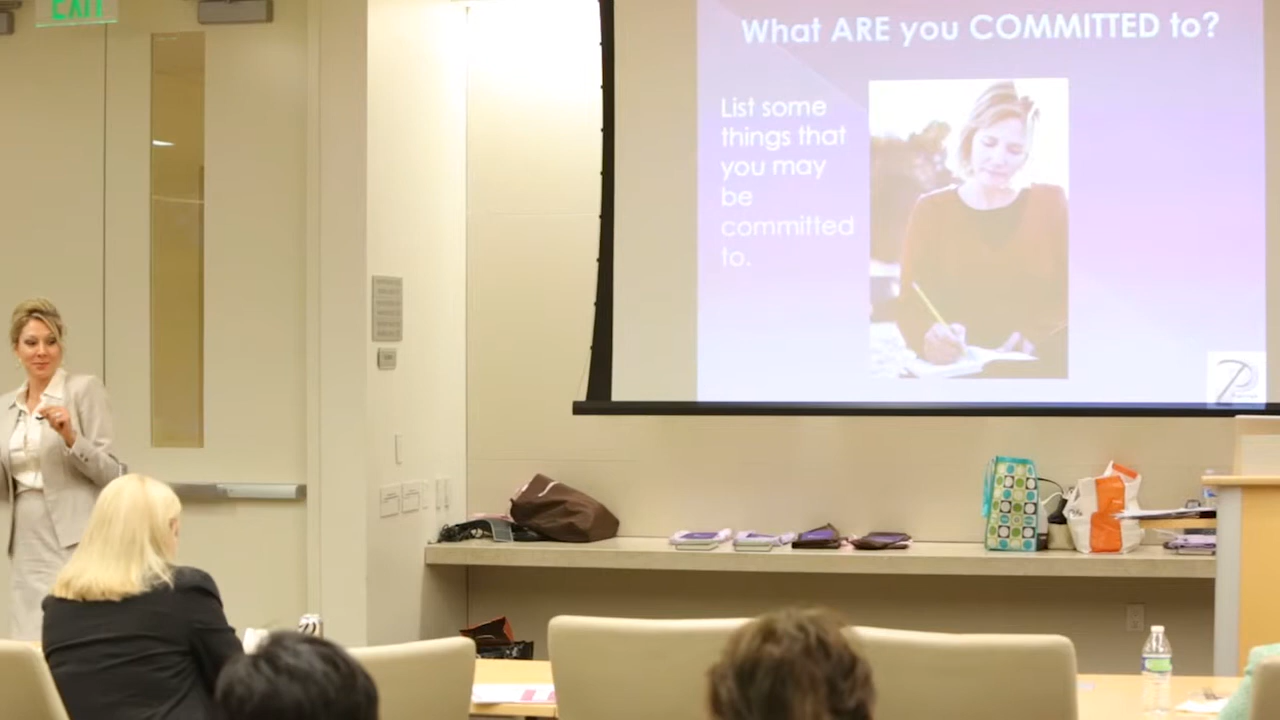 EXIT
What ARE you COMMITTED to?
List some
things that
you may
be
committed
to.